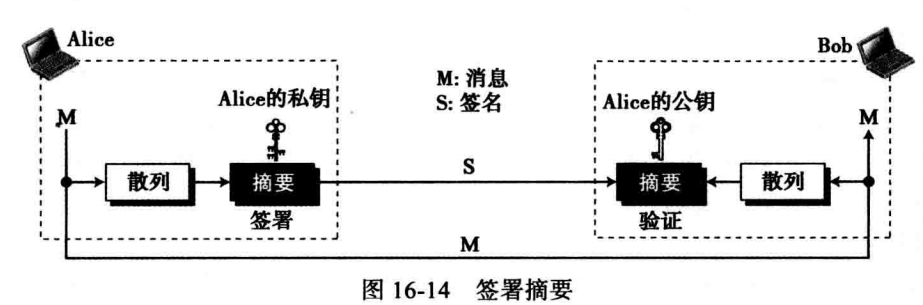 Alice
Bob
M: 消息
S: 签名
Alice的私钥
Alice的公钥
M
M
散列
摘要
S
摘要
散列
签署
验证
M
图 16-14 签署摘要